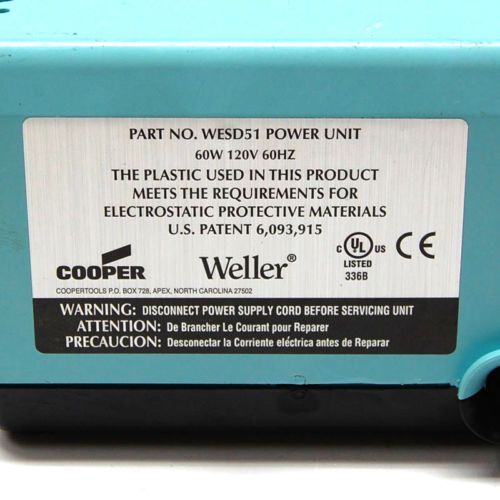 PART NO. WESD51 POWER UNIT
60W 120V 60HZ
THE PLASTIC USED IN THIS PRODUCT
MEETS THE REQUIREMENTS FOR
ELECTROSTATIC PROTECTIVE MATERIALS
U.S. PATENT 6,093,915
COOPER Weller®
C UL® US CE
LISTED
336B
COOPERTOOLS P.O. BOX 728, APEX, NORTH CAROLINA 27502
WARNING: DISCONNECT POWER SUPPLY CORD BEFORE SERVICING UNIT
ATTENTION: De Brancher Le Courant pour Reparer
PRECAUCION: Desconectar la Corriente eléctrica antes de Reparar